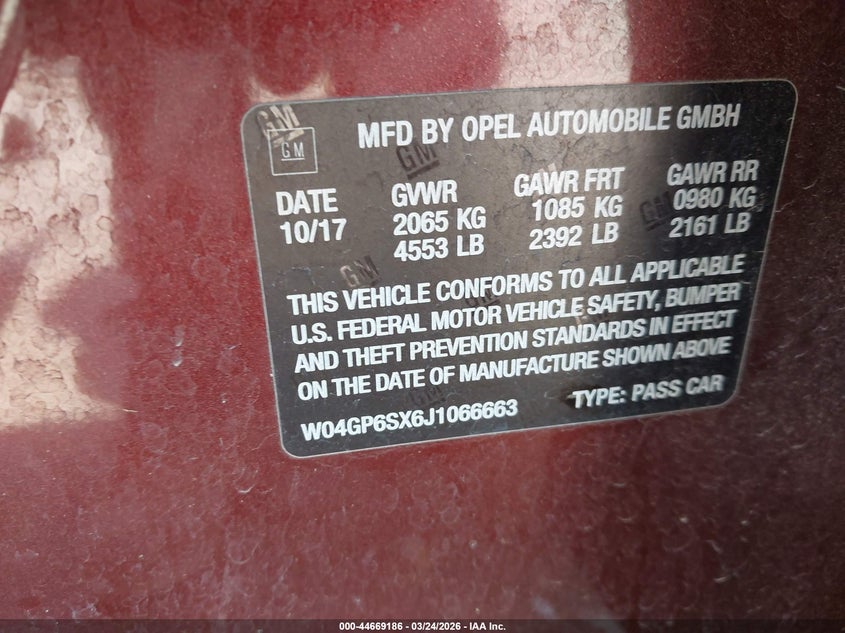 GM
MFD BY OPEL AUTOMOBILE GMBH
DATE GVWR GAWR FRT GAWR RR
10/17 2065 KG 1085 KG 0980 KG
4553 LB 2392 LB 2161 LB
THIS VEHICLE CONFORMS TO ALL APPLICABLE
U.S. FEDERAL MOTOR VEHICLE SAFETY, BUMPER
AND THEFT PREVENTION STANDARDS IN EFFECT
ON THE DATE OF MANUFACTURE SHOWN ABOVE
W04GP6SX6J1066663 TYPE: PASS CAR
000-44669186 - 03/24/2026 - IAA Inc.